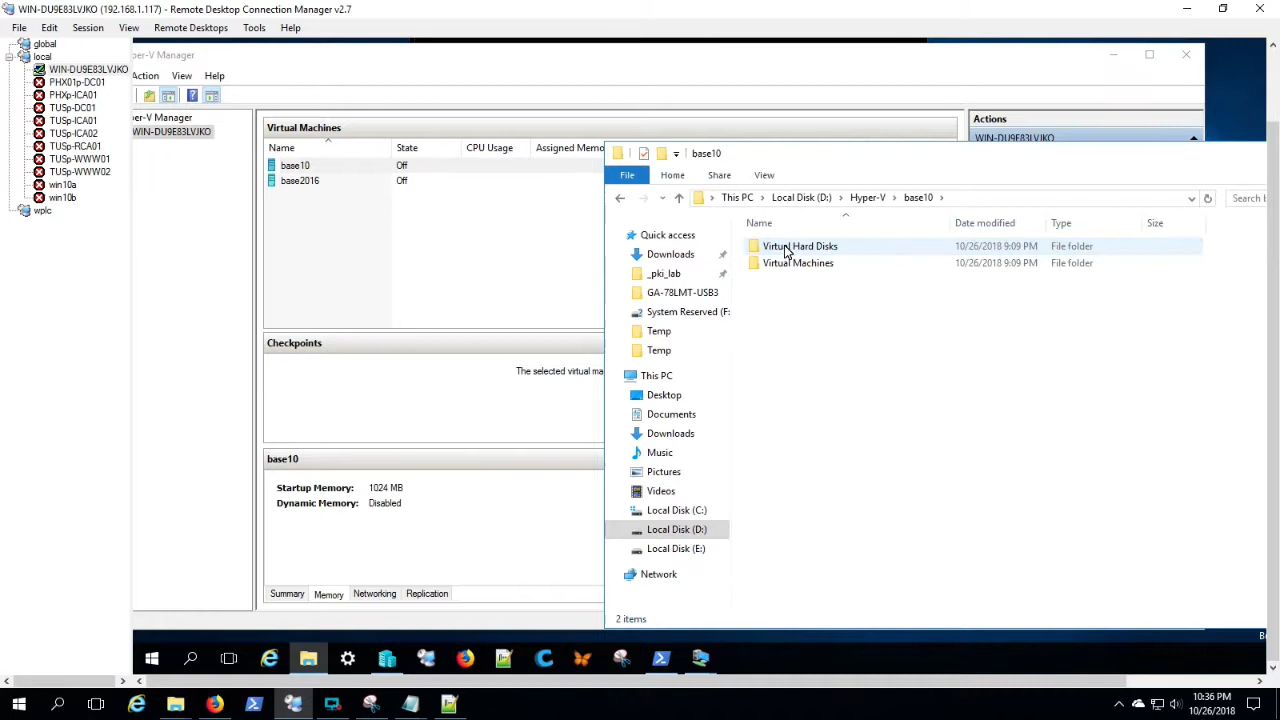 WIN-DU9E83LVJKO (192.168.1.117) - Remote Desktop Connection Manager v2.7
File Edit Session View Remote Desktops Tools Help
global
local
WIN-DU9E83LVJKO
PHX01p-DC01
PHXp-ICA01
TUSp-DC01
TUSp-ICA01
TUSp-ICA02
TUSp-RCA01
TUSp-WWW01
TUSp-WWW02
win10a
win10b
wplc
per-V Manager
Action View Help
per-V Manager
WIN-DU9E83LVJKO
Virtual Machines
Name State CPU Usage Assigned Memo
base10 Off
base2016 Off
Checkpoints
The selected virtual ma
base10
Startup Memory: 1024 MB
Dynamic Memory: Disabled
Summary Memory Networking Replication
Actions
WIN-DU9E83LVJKO
base10
File Home Share View
This PC Local Disk (D:) Hyper-V base10
Search
Quick access
Downloads
_pki_lab
GA-78LMT-USB3
System Reserved (F:
Temp
Temp
This PC
Desktop
Documents
Downloads
Music
Pictures
Videos
Local Disk (C:)
Local Disk (D:)
Local Disk (E:)
Network
Name Date modified Type Size
Virtual Hard Disks 10/26/2018 9:09 PM File folder
Virtual Machines 10/26/2018 9:09 PM File folder
2 items
10:36 PM
10/26/2018